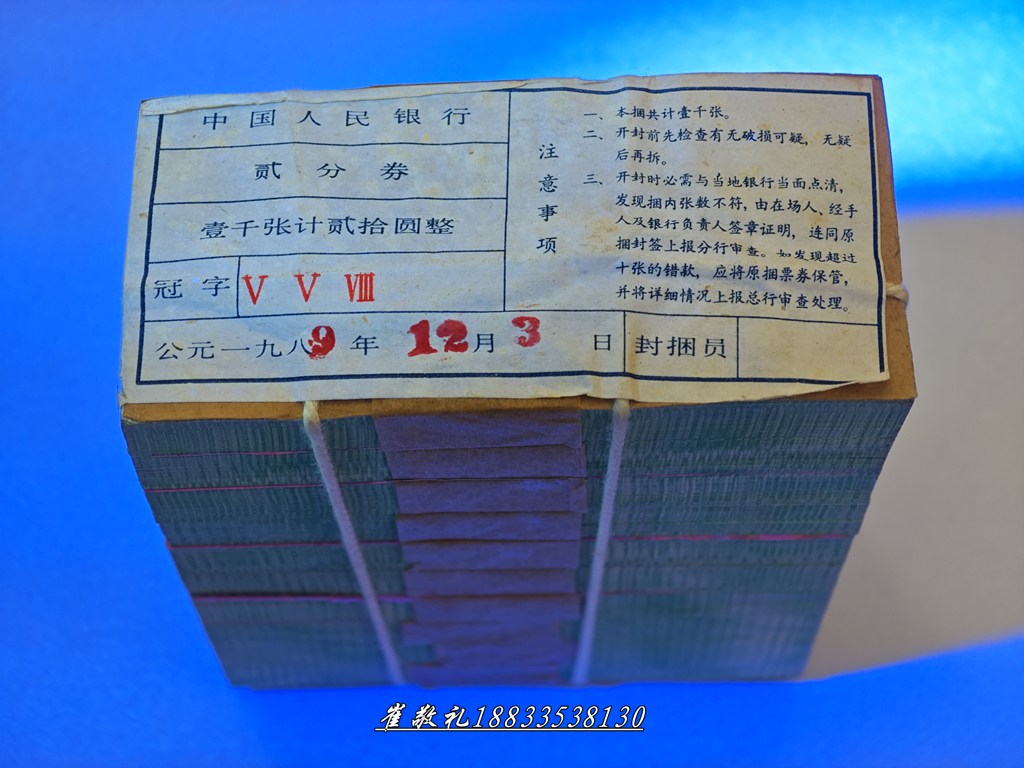 中国人民银行
贰分券
壹千张计贰拾圆整
冠字 V V Ⅷ
公元一九八9年 12月 3 日 封捆员
注意事项
一、本捆共计壹千张。
二、开封前先检查有无破损可疑，无疑
后再拆。
三、开封时必需与当地银行当面点清，
发现捆内张数不符，由在场人、经手
人及银行负责人签章证明，连同原
捆封签上报分行审查。如发现超过
十张的错款，应将原捆票券保管，
并将详细情况上报总行审查处理。
崔敬礼18833538130